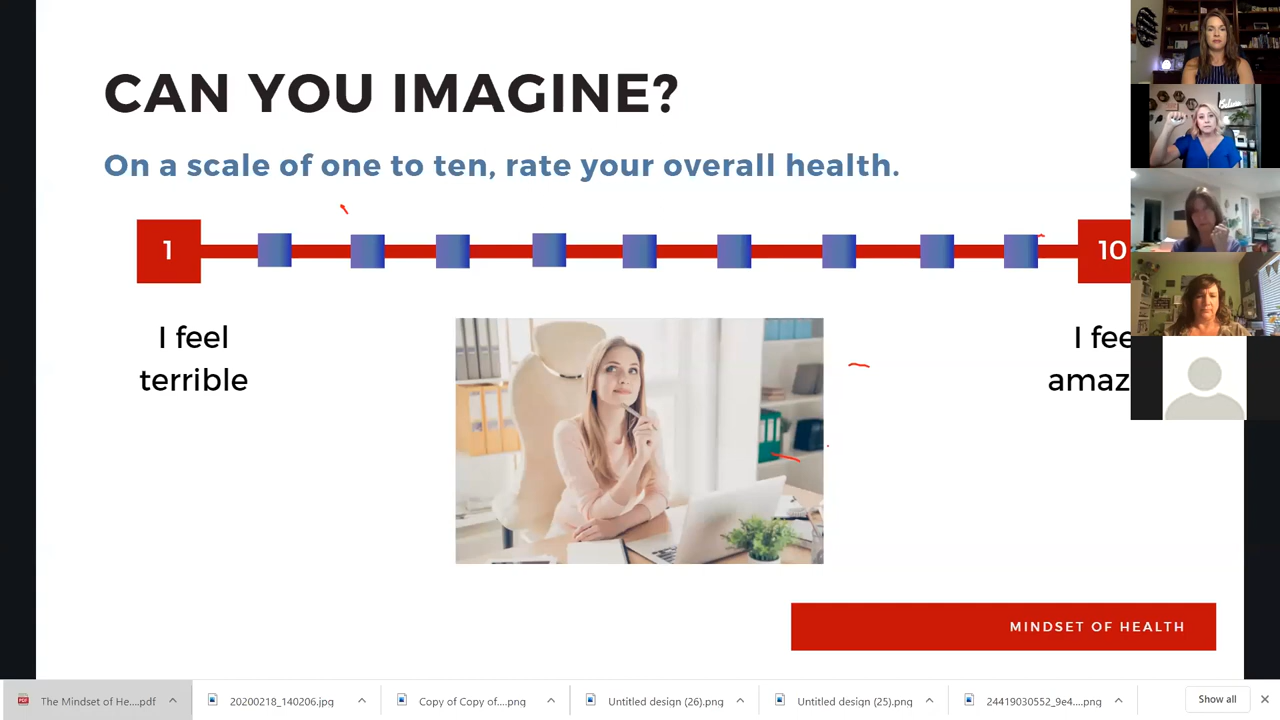 CAN YOU IMAGINE?
On a scale of one to ten, rate your overall health.
1
10
I feel
terrible
I fee
amaz
Believe
MINDSET OF HEALTH
The Mindset of He....pdf
20200218_140206.jpg
Copy of Copy of....png
Untitled design (26).png
Untitled design (25).png
24419030552_9e4....png
Show all